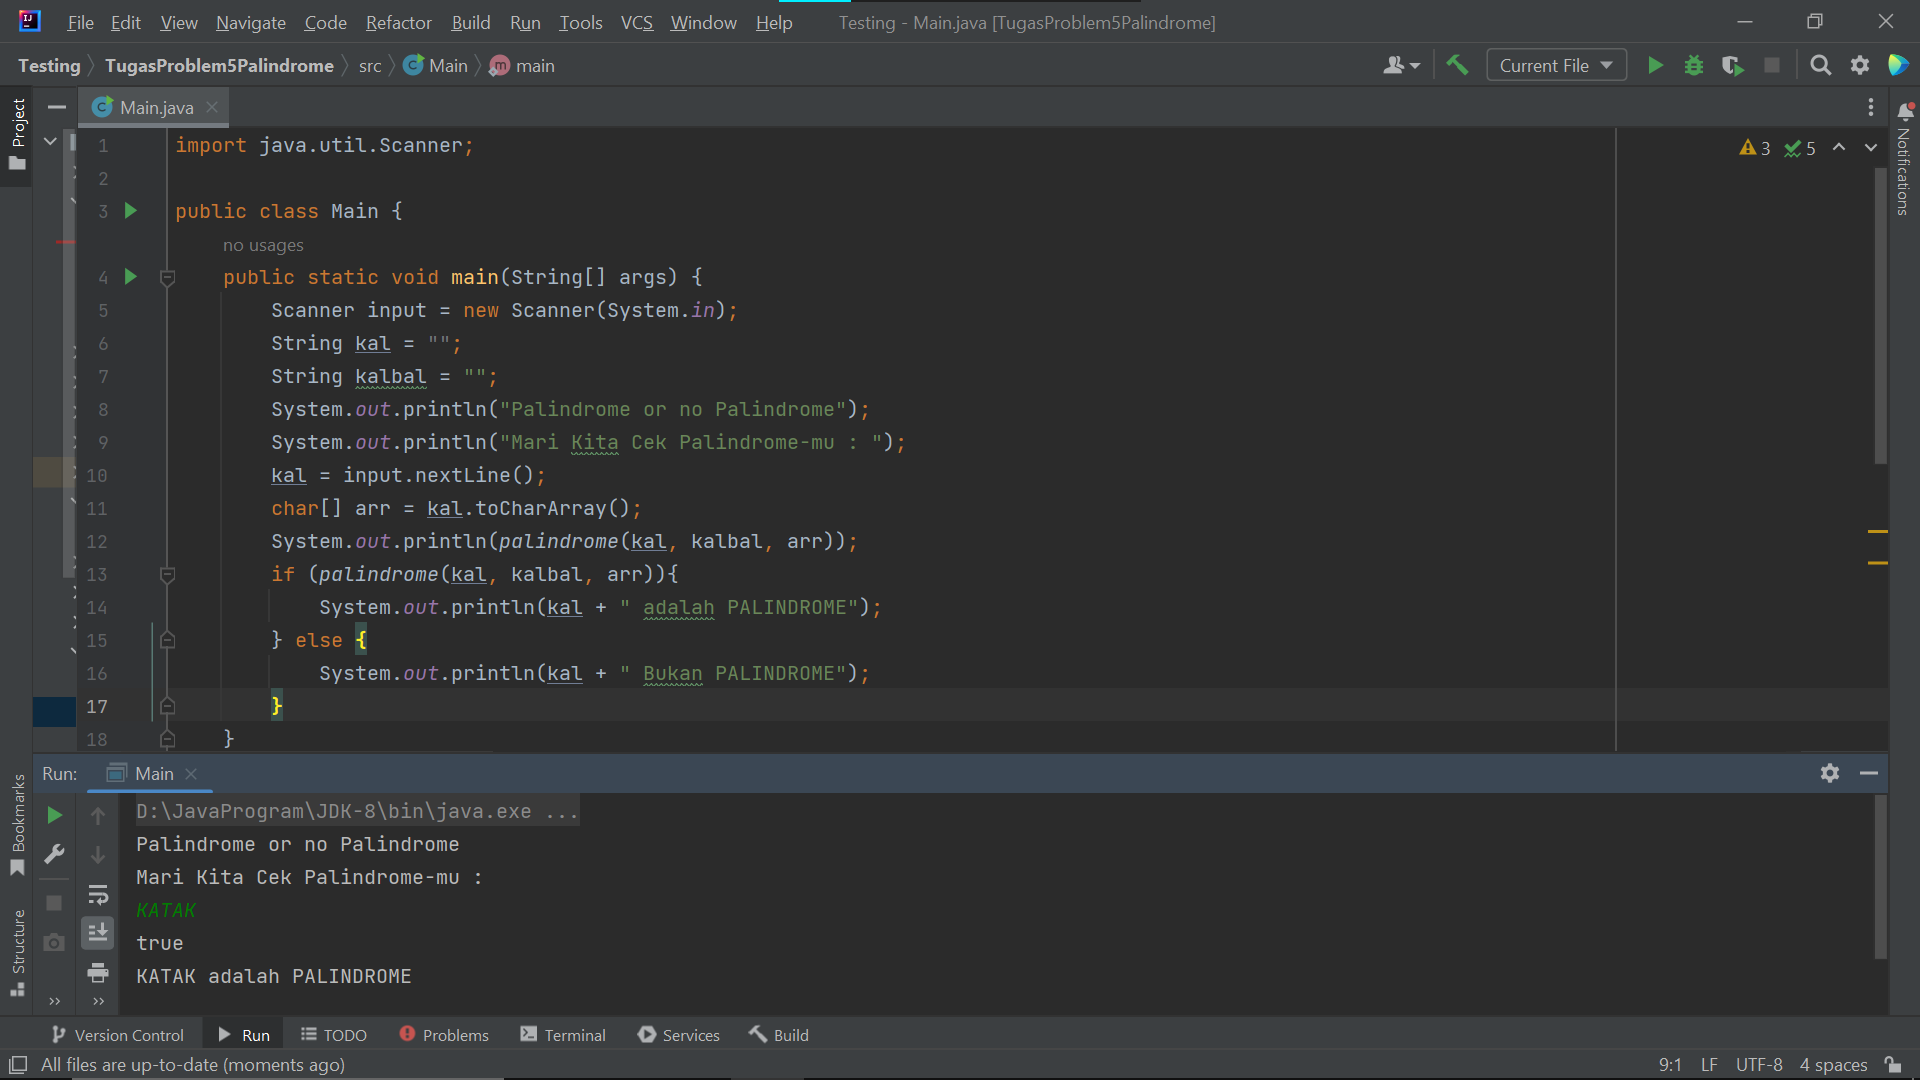 File Edit View Navigate Code Refactor Build Run Tools VCS Window Help Testing - Main.java [TugasProblem5Palindrome]
Testing TugasProblem5Palindrome src Main main Current File
Project
Main.java
Notifications
3 5
1 import java.util.Scanner;
2
3 public class Main {
no usages
4 public static void main(String[] args) {
5 Scanner input = new Scanner(System.in);
6 String kal = "";
7 String kalbal = "";
8 System.out.println("Palindrome or no Palindrome");
9 System.out.println("Mari Kita Cek Palindrome-mu : ");
10 kal = input.nextLine();
11 char[] arr = kal.toCharArray();
12 System.out.println(palindrome(kal, kalbal, arr));
13 if (palindrome(kal, kalbal, arr)){
14 System.out.println(kal + " adalah PALINDROME");
15 } else {
16 System.out.println(kal + " Bukan PALINDROME");
17 }
18 }
Run: Main
Bookmarks
Structure
D:\JavaProgram\JDK-8\bin\java.exe ...
Palindrome or no Palindrome
Mari Kita Cek Palindrome-mu :
KATAK
true
KATAK adalah PALINDROME
Version Control Run TODO Problems Terminal Services Build
All files are up-to-date (moments ago) 9:1 LF UTF-8 4 spaces